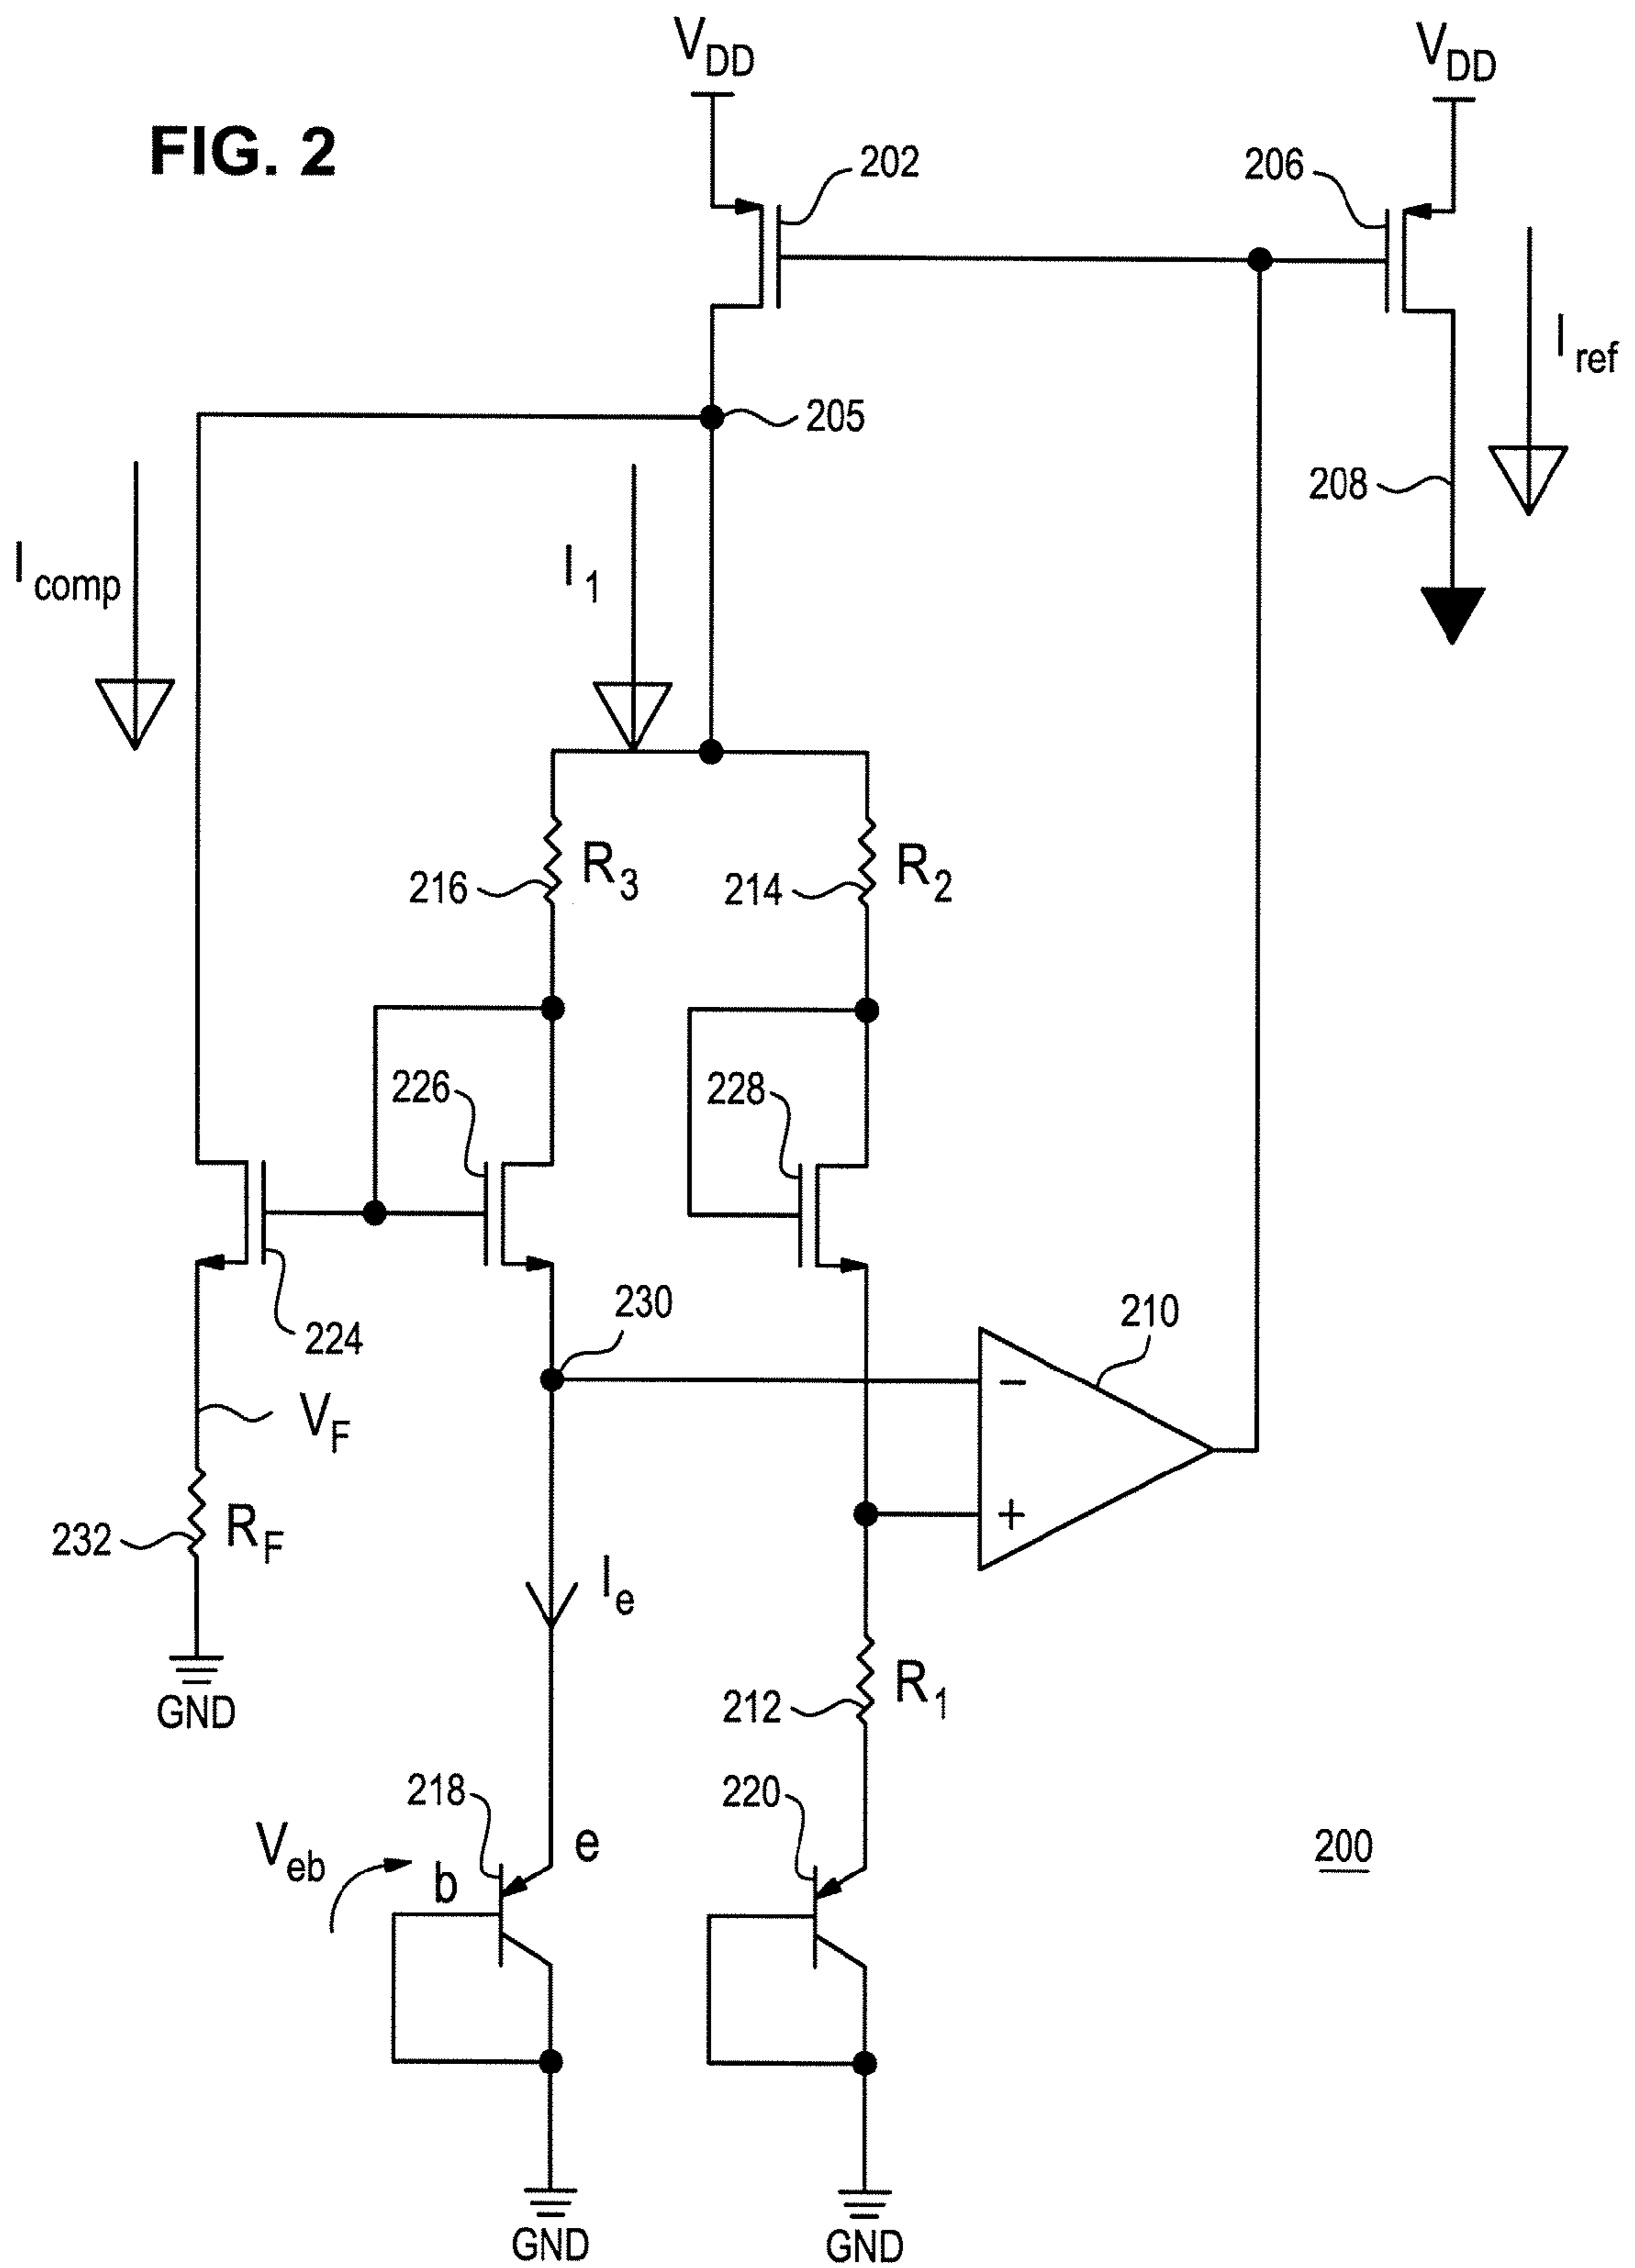 V_DD
V_DD
FIG. 2
202
206
I_ref
205
208
I_comp
I_1
216
R_3
214
R_2
226
228
230
210
224
V_F
−
+
232
R_F
I_e
GND
212
R_1
218
220
V_eb
b
e
200
GND
GND